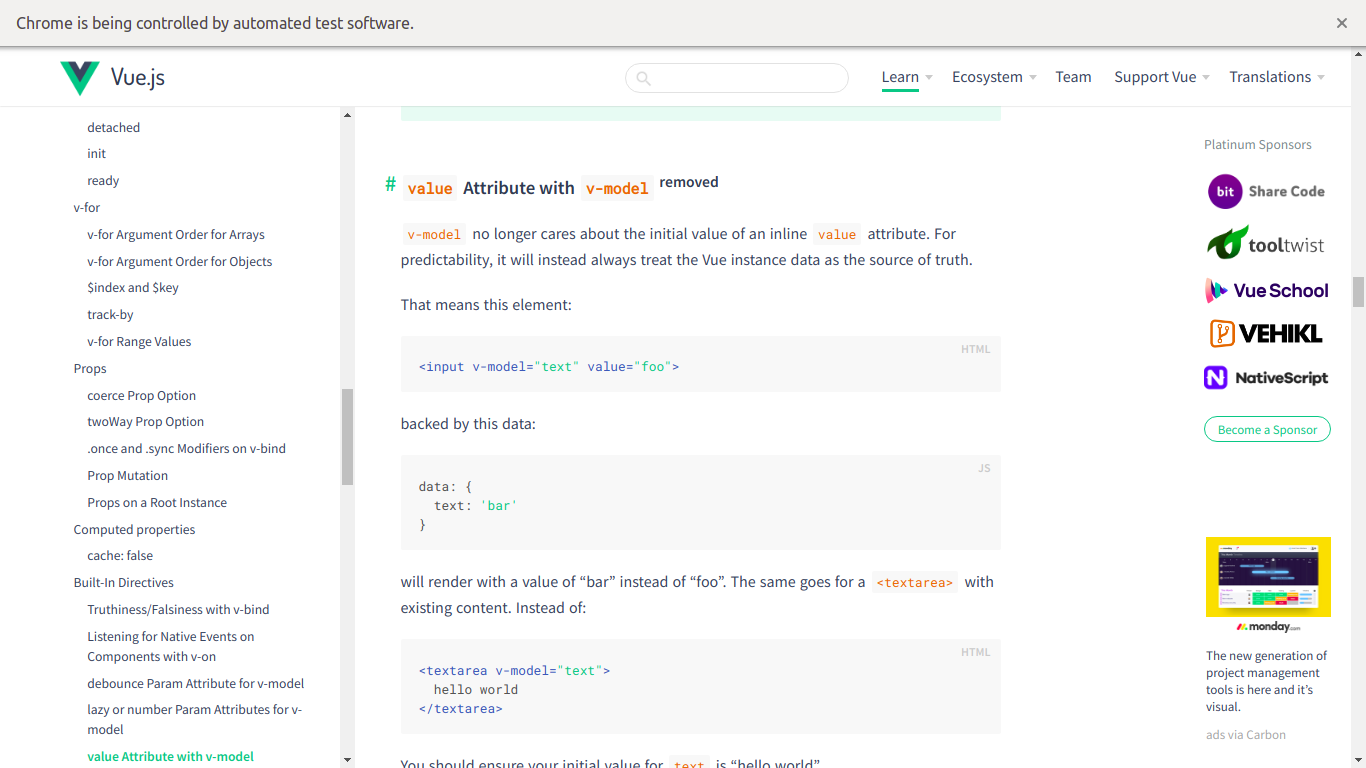 Chrome is being controlled by automated test software.
Vue.js
Learn
Ecosystem
Team
Support Vue
Translations
detached
init
ready
v-for
v-for Argument Order for Arrays
v-for Argument Order for Objects
$index and $key
track-by
v-for Range Values
Props
coerce Prop Option
twoWay Prop Option
.once and .sync Modifiers on v-bind
Prop Mutation
Props on a Root Instance
Computed properties
cache: false
Built-In Directives
Truthiness/Falsiness with v-bind
Listening for Native Events on
Components with v-on
debounce Param Attribute for v-model
lazy or number Param Attributes for v-
model
value Attribute with v-model
# value Attribute with v-model removed
v-model no longer cares about the initial value of an inline value attribute. For
predictability, it will instead always treat the Vue instance data as the source of truth.
That means this element:
HTML
<input v-model="text" value="foo">
backed by this data:
JS
data: {
text: 'bar'
}
will render with a value of “bar” instead of “foo”. The same goes for a <textarea> with
existing content. Instead of:
HTML
<textarea v-model="text">
hello world
</textarea>
You should ensure your initial value for text is “hello world”
Platinum Sponsors
bit Share Code
tooltwist
Vue School
VEHIKL
NativeScript
Become a Sponsor
monday.com
The new generation of
project management
tools is here and it’s
visual.
ads via Carbon